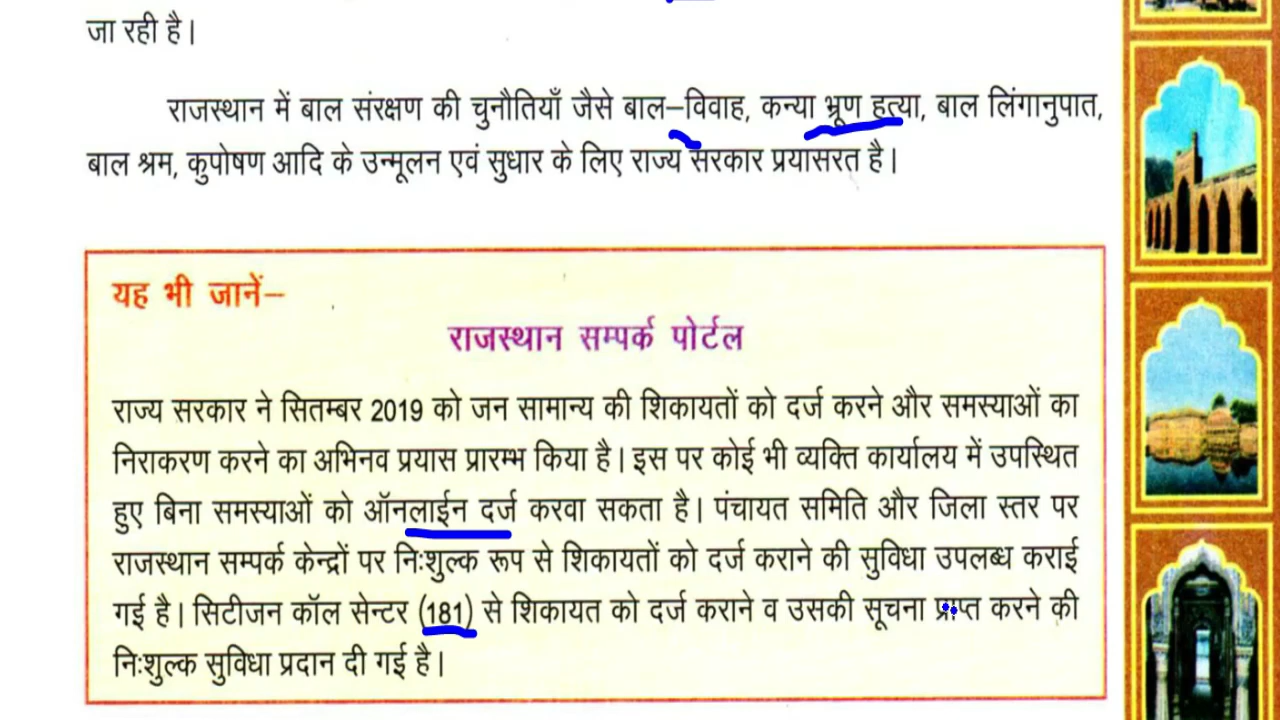 जा रही है।
राजस्थान में बाल संरक्षण की चुनौतियाँ जैसे बाल–विवाह, कन्या भ्रूण हत्या, बाल लिंगानुपात,
बाल श्रम, कुपोषण आदि के उन्मूलन एवं सुधार के लिए राज्य सरकार प्रयासरत है।
यह भी जानें–
राजस्थान सम्पर्क पोर्टल
राज्य सरकार ने सितम्बर 2019 को जन सामान्य की शिकायतों को दर्ज करने और समस्याओं का
निराकरण करने का अभिनव प्रयास प्रारम्भ किया है। इस पर कोई भी व्यक्ति कार्यालय में उपस्थित
हुए बिना समस्याओं को ऑनलाईन दर्ज करवा सकता है। पंचायत समिति और जिला स्तर पर
राजस्थान सम्पर्क केन्द्रों पर नि:शुल्क रूप से शिकायतों को दर्ज कराने की सुविधा उपलब्ध कराई
गई है। सिटीजन कॉल सेन्टर (181) से शिकायत को दर्ज कराने व उसकी सूचना प्राप्त करने की
नि:शुल्क सुविधा प्रदान दी गई है।